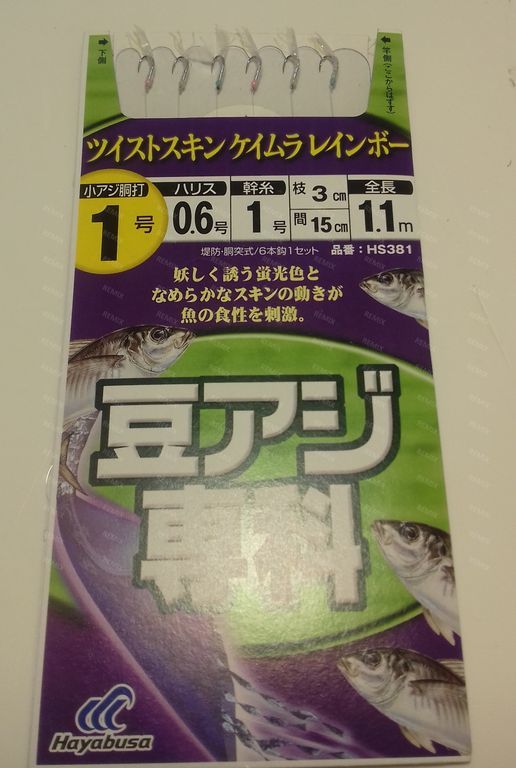 下側
竿側(ここからはずす)
ツイストスキン ケイムラ レインボー
小アジ胴打 ハリス 幹糸 枝 3cm 全長
1号 0.6号 1号 間 15cm 1.1m
堤防・胴突式/6本鈎1セット 品番:HS381
妖しく誘う蛍光色と
なめらかなスキンの動きが
魚の食性を刺激。
豆アジ
専科
Hayabusa